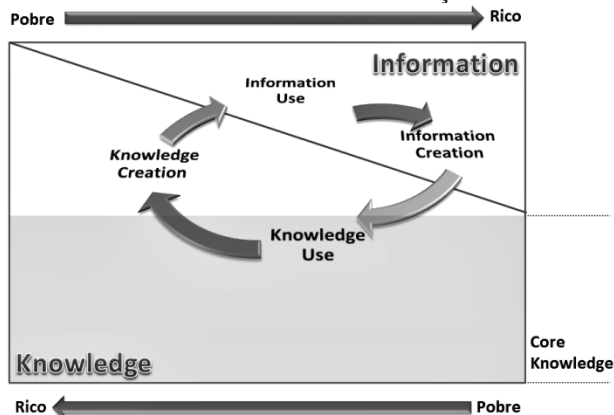 Pobre
Rico
Information
Information
Use
Information
Creation
Knowledge
Creation
Knowledge
Use
Core
Knowledge
Knowledge
Rico
Pobre